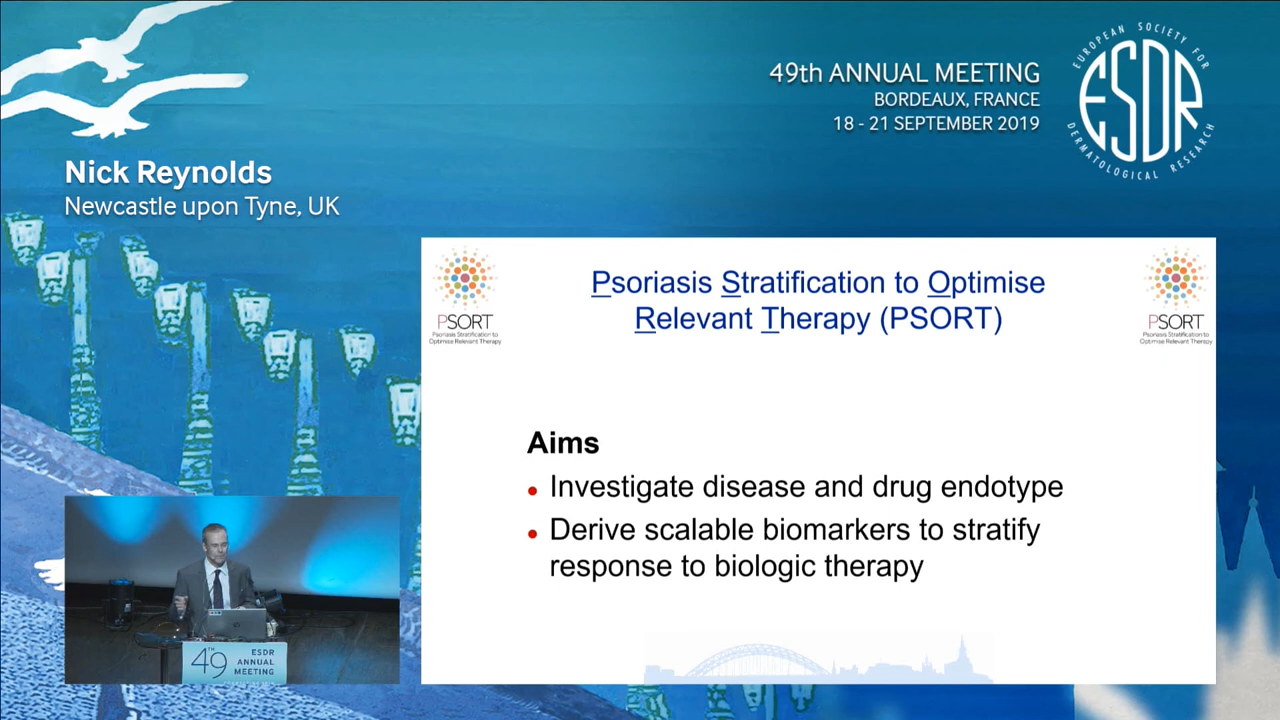 49th ANNUAL MEETING
BORDEAUX, FRANCE
18 - 21 SEPTEMBER 2019
EUROPEAN SOCIETY FOR
ESDR
DERMATOLOGICAL RESEARCH
Nick Reynolds
Newcastle upon Tyne, UK
PSORT
Psoriasis Stratification to
Optimise Relevant Therapy
Psoriasis Stratification to Optimise
Relevant Therapy (PSORT)
PSORT
Psoriasis Stratification to
Optimise Relevant Therapy
Aims
• Investigate disease and drug endotype
• Derive scalable biomarkers to stratify
response to biologic therapy
49TH
ESDR
ANNUAL
MEETING